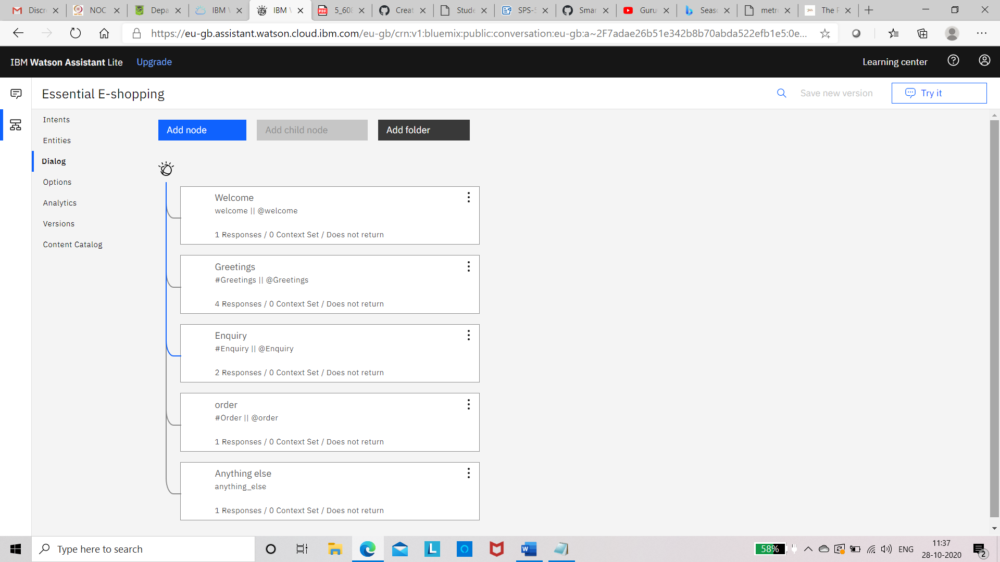 Discr
NOC
Depa
IBM W
IBM W
5_608
Creat
Stude
SPS-5
Smar
Guru
Seaso
metr
The F
https://eu-gb.assistant.watson.cloud.ibm.com/eu-gb/crn:v1:bluemix:public:conversation:eu-gb:a~2F7adae26b51e342b8b70abda522efb1e5:0e...
IBM Watson Assistant Lite
Upgrade
Learning center
Essential E-shopping
Save new version
Try it
Intents
Entities
Dialog
Options
Analytics
Versions
Content Catalog
Add node
Add child node
Add folder
Welcome
welcome || @welcome
1 Responses / 0 Context Set / Does not return
Greetings
#Greetings || @Greetings
4 Responses / 0 Context Set / Does not return
Enquiry
#Enquiry || @Enquiry
2 Responses / 0 Context Set / Does not return
order
#Order || @order
1 Responses / 0 Context Set / Does not return
Anything else
anything_else
1 Responses / 0 Context Set / Does not return
Type here to search
58%
ENG
11:37
28-10-2020
2